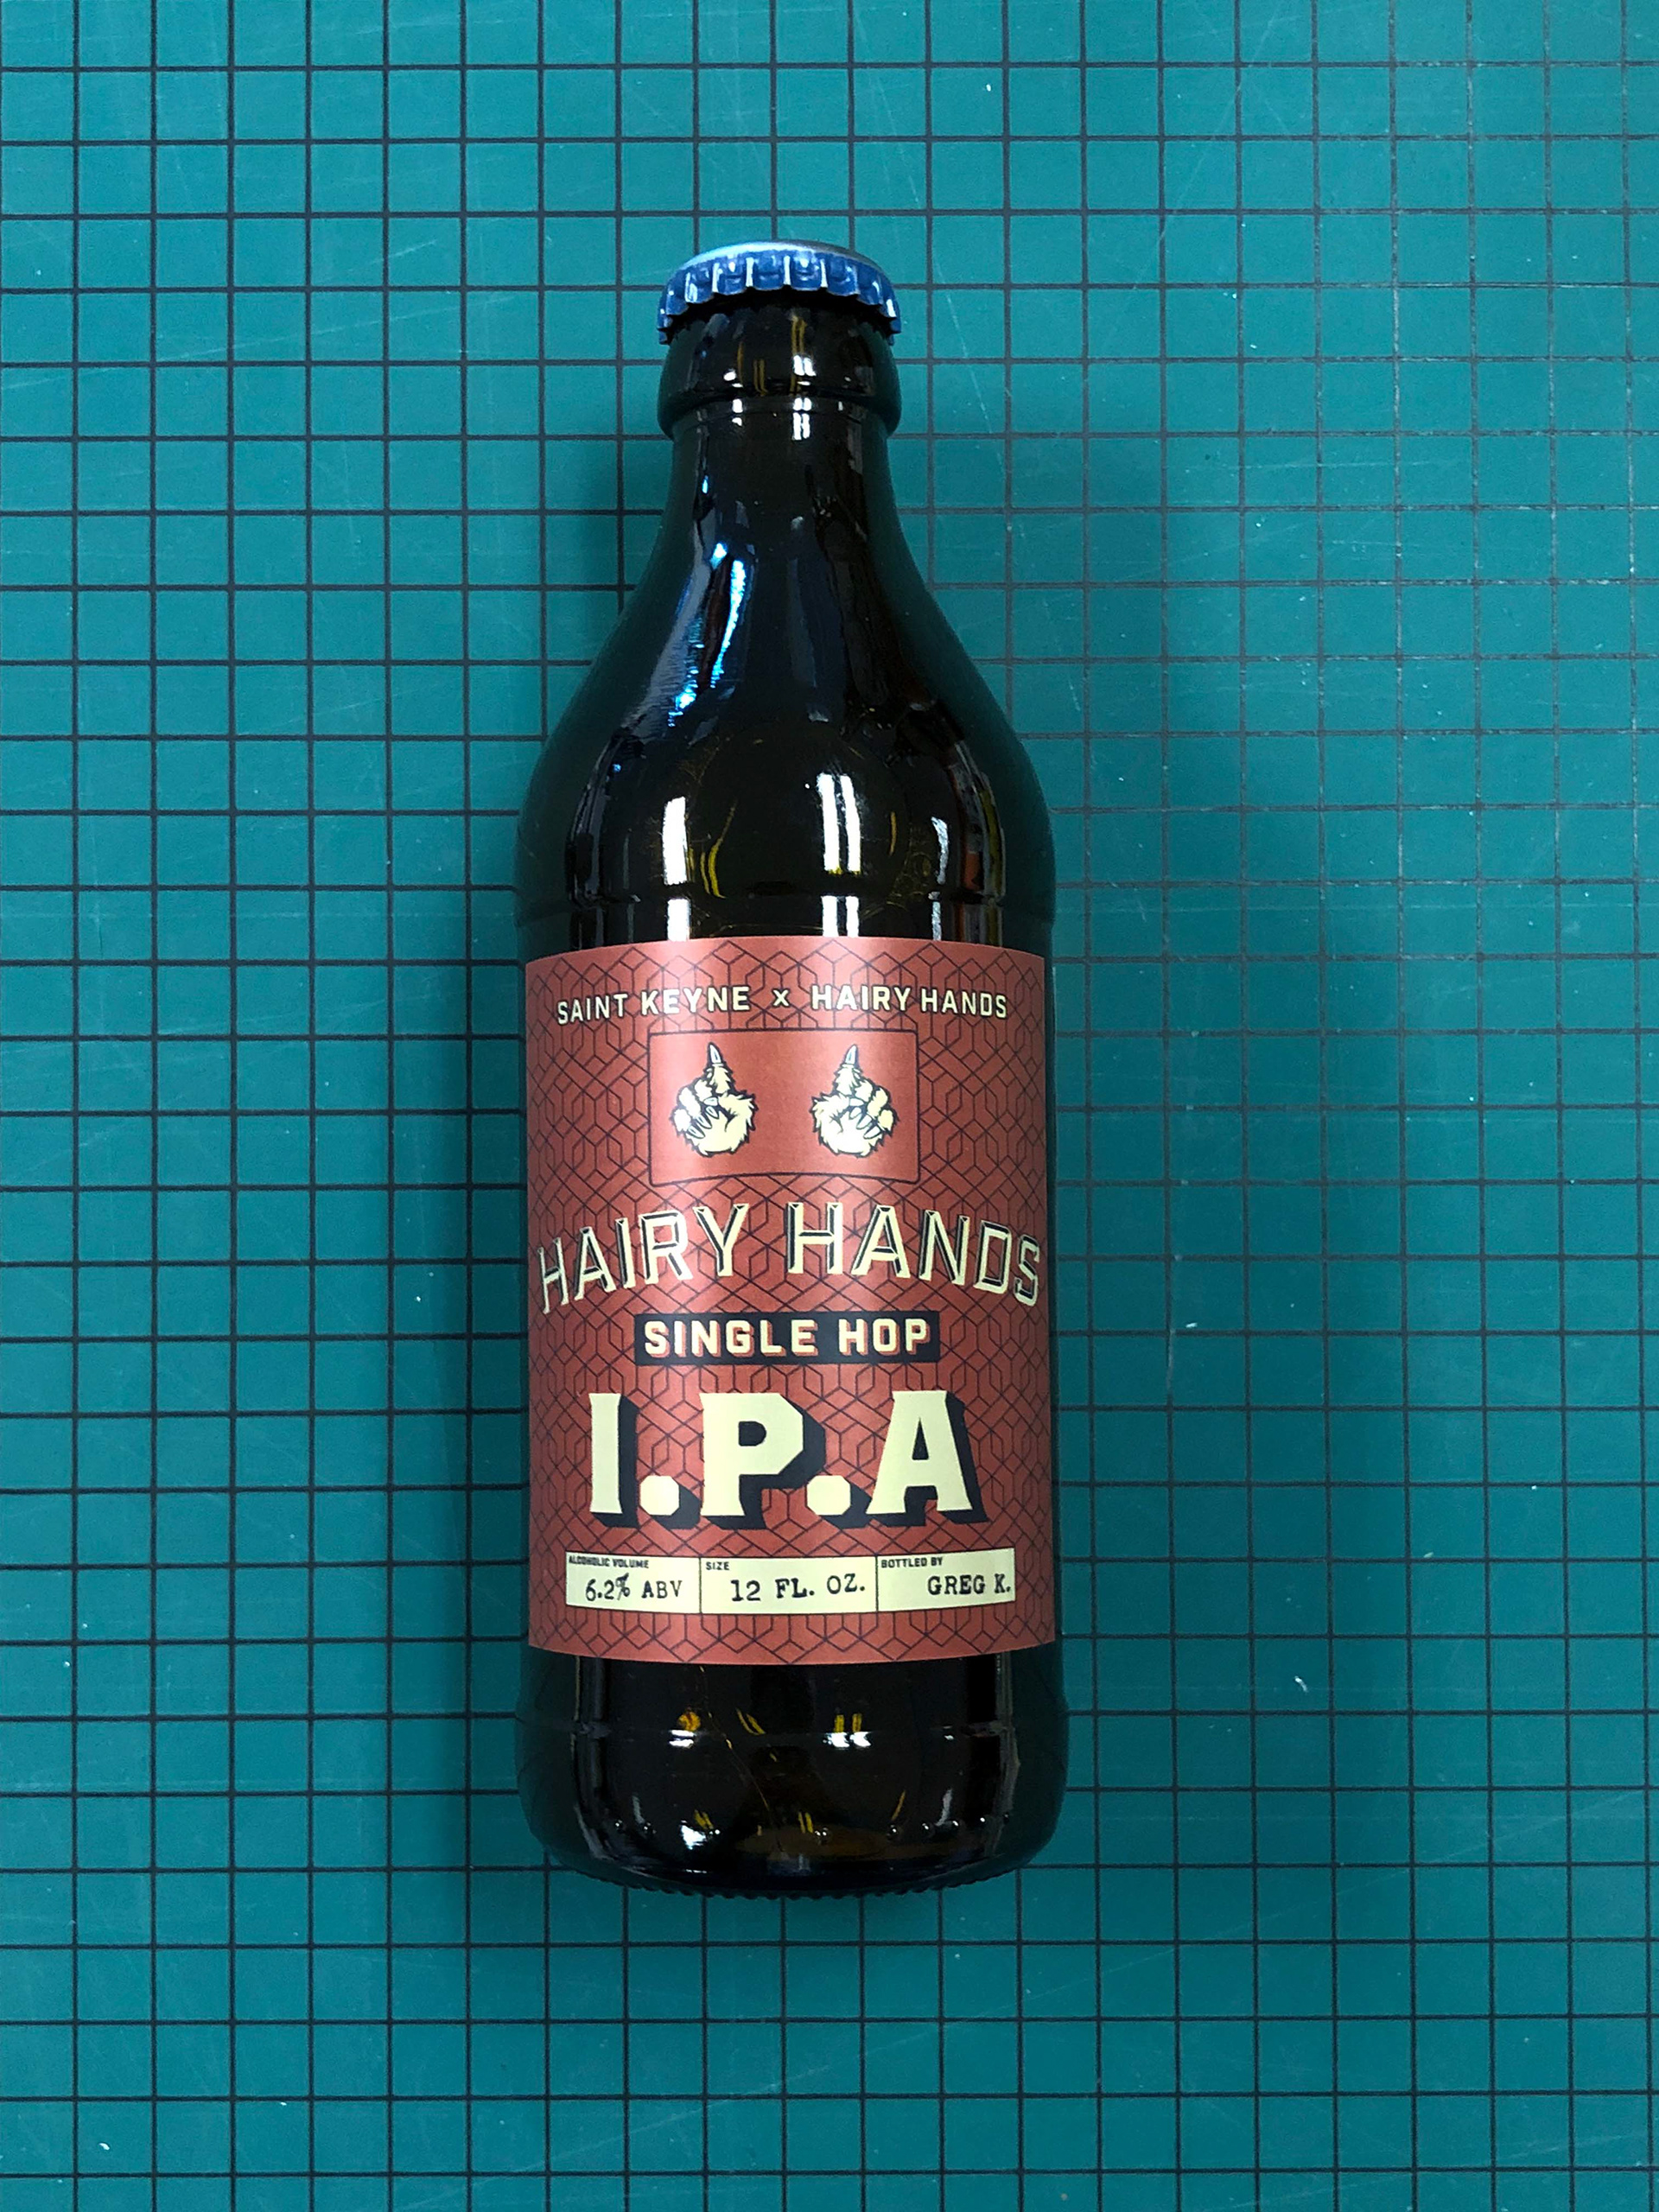 SAINT KEYNE x HAIRY HANDS
HAIRY HANDS
SINGLE HOP
I.P.A
ALCOHOLIC VOLUME
6.2% ABV
SIZE
12 FL. OZ.
BOTTLED BY
GREG K.